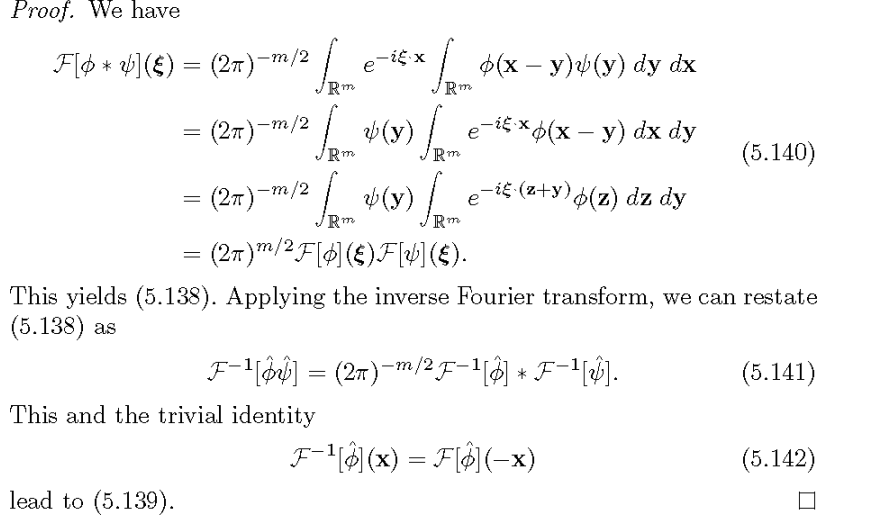 Proof. We have
F[ϕ ∗ ψ](ξ) = (2π)^{−m/2} ∫_{ℝ^m} e^{−iξ·x} ∫_{ℝ^m} ϕ(x − y)ψ(y) dy dx
= (2π)^{−m/2} ∫_{ℝ^m} ψ(y) ∫_{ℝ^m} e^{−iξ·x} ϕ(x − y) dx dy
(5.140)
= (2π)^{−m/2} ∫_{ℝ^m} ψ(y) ∫_{ℝ^m} e^{−iξ·(z+y)} ϕ(z) dz dy
= (2π)^{m/2} F[ϕ](ξ)F[ψ](ξ).
This yields (5.138). Applying the inverse Fourier transform, we can restate
(5.138) as
F^{−1}[ϕ̂ψ̂] = (2π)^{−m/2} F^{−1}[ϕ̂] ∗ F^{−1}[ψ̂]. (5.141)
This and the trivial identity
F^{−1}[ϕ̂](x) = F[ϕ̂](−x) (5.142)
lead to (5.139). □